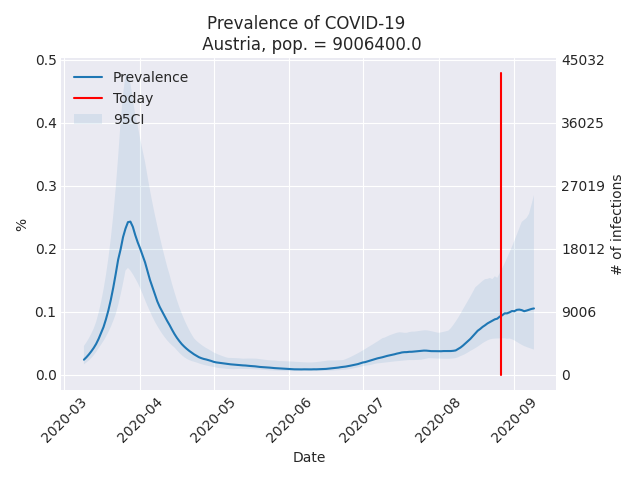 Prevalence of COVID-19
Austria, pop. = 9006400.0
Prevalence
Today
95CI
%
0.5
0.4
0.3
0.2
0.1
0.0
45032
36025
27019
18012
9006
0
# of infections
2020-03
2020-04
2020-05
2020-06
2020-07
2020-08
2020-09
Date